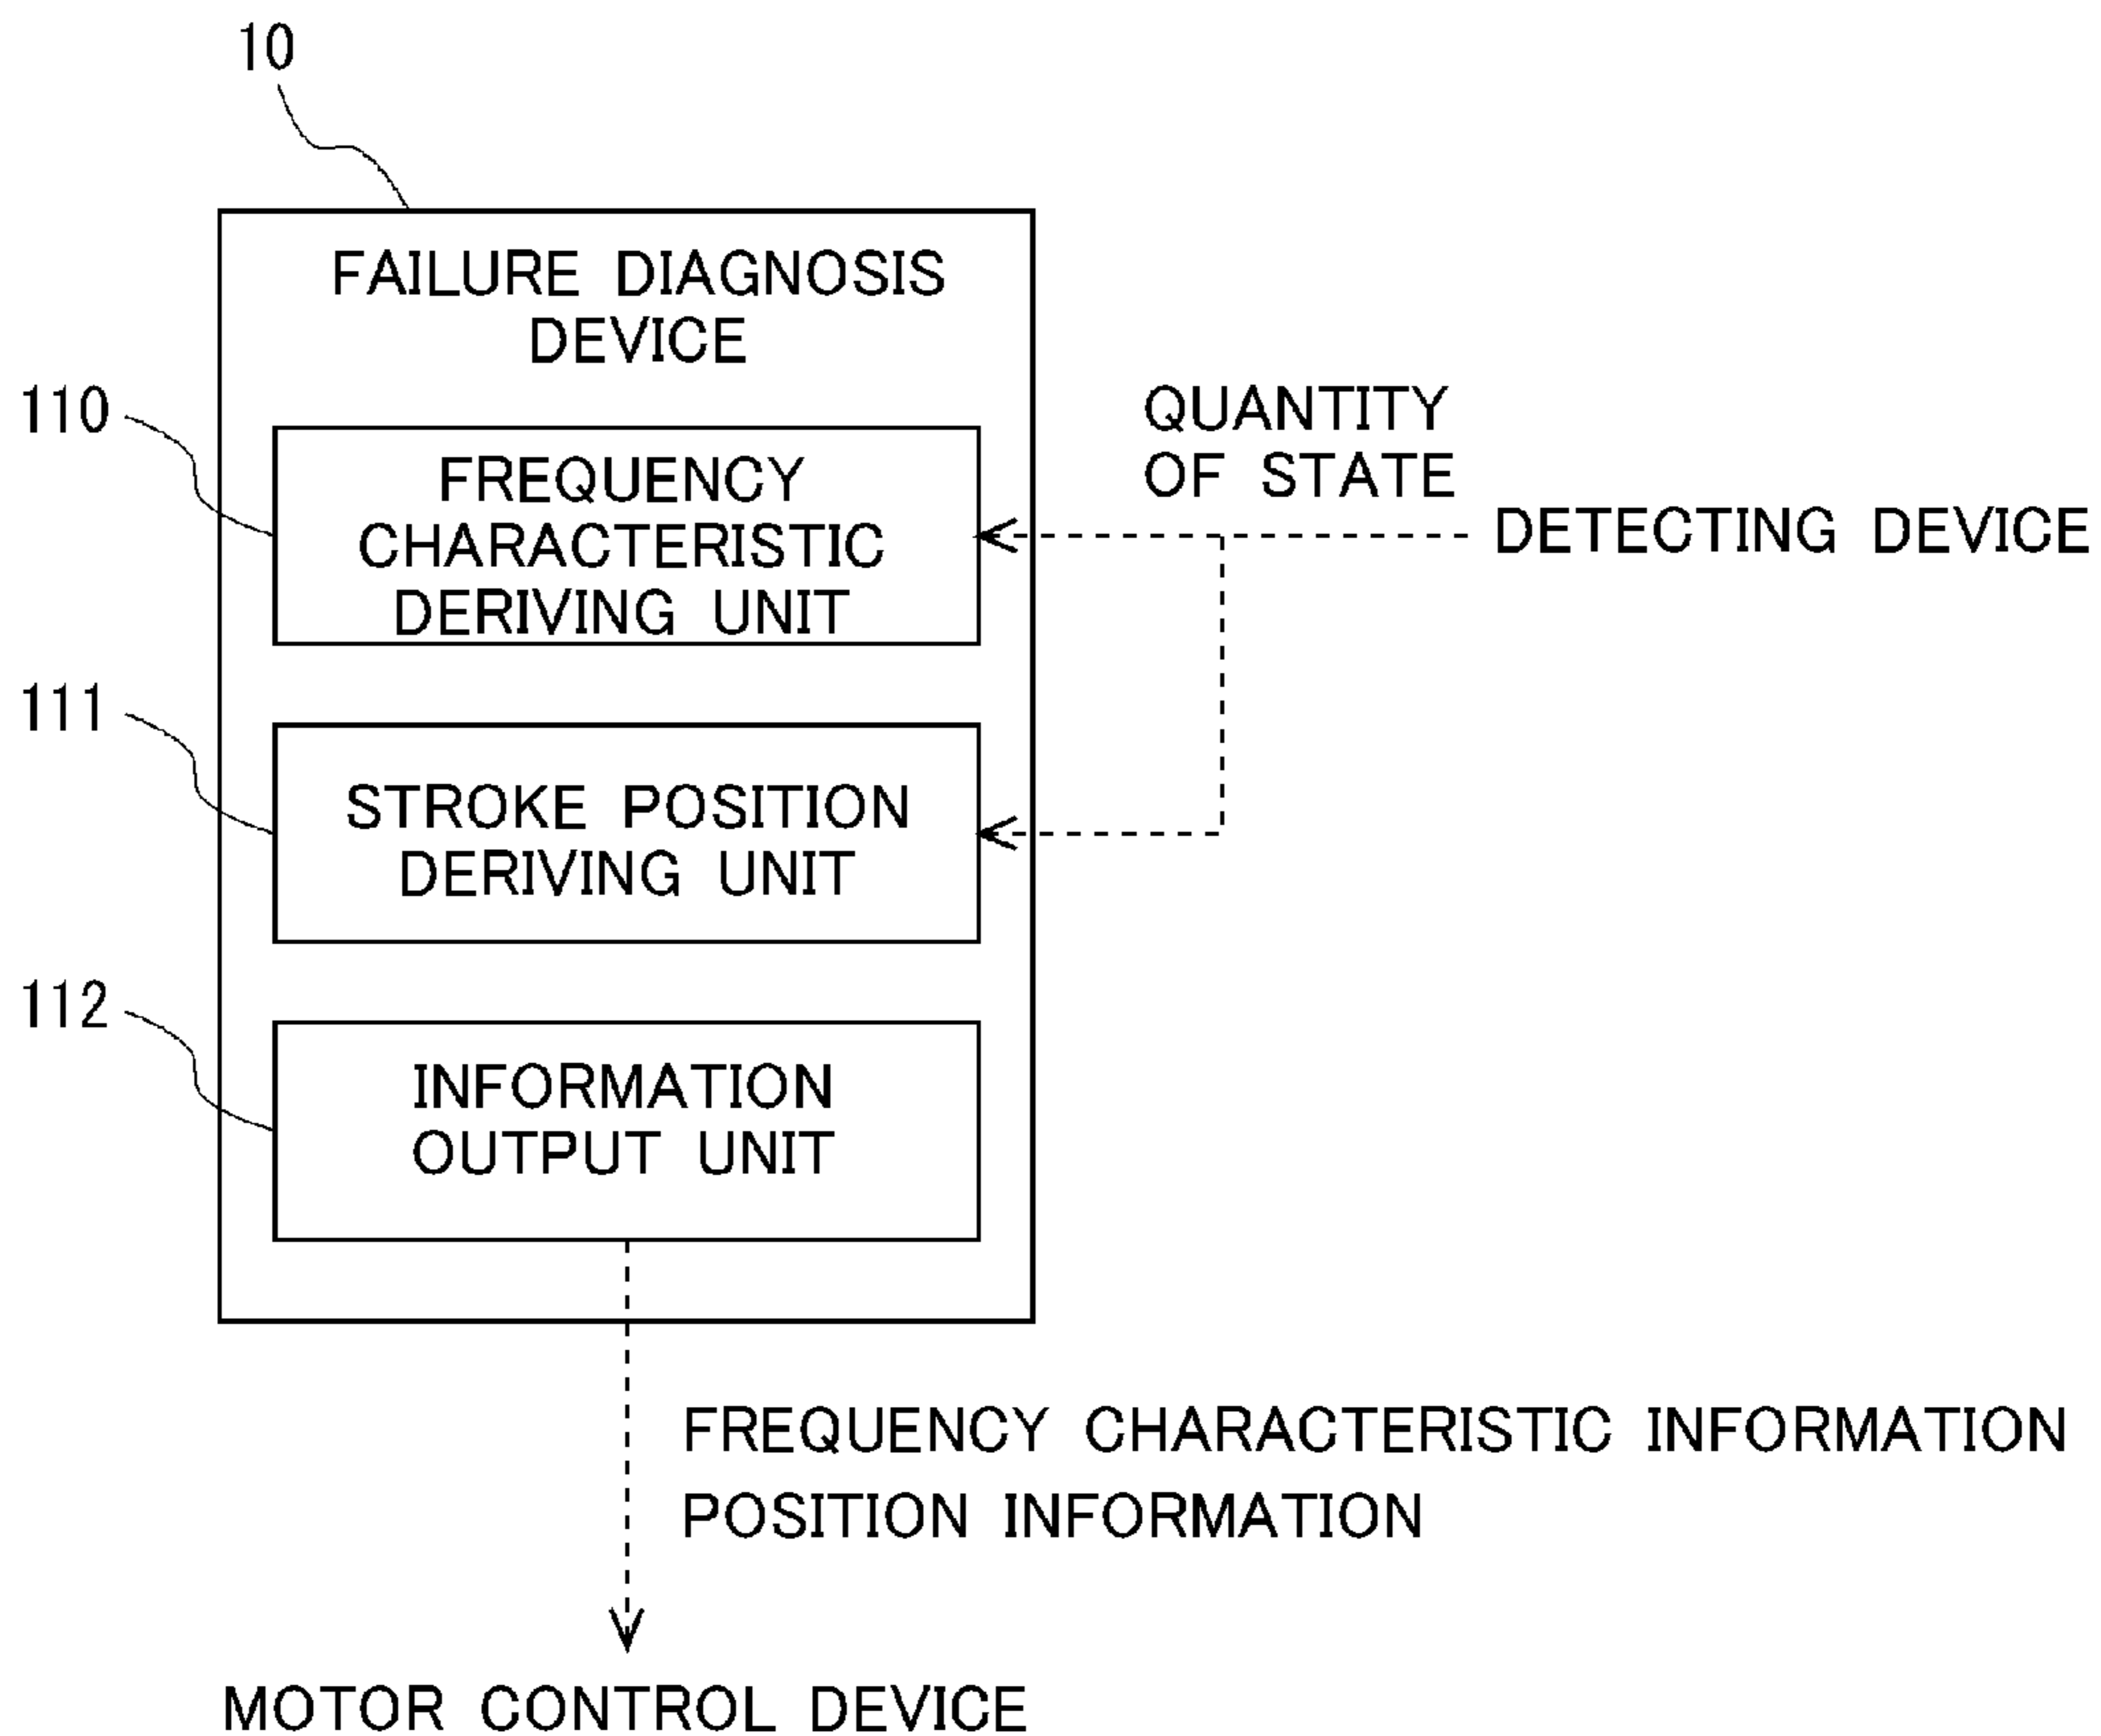 10
FAILURE DIAGNOSIS
DEVICE
110
FREQUENCY
CHARACTERISTIC
DERIVING UNIT
QUANTITY
OF STATE
DETECTING DEVICE
111
STROKE POSITION
DERIVING UNIT
112
INFORMATION
OUTPUT UNIT
FREQUENCY CHARACTERISTIC INFORMATION
POSITION INFORMATION
MOTOR CONTROL DEVICE